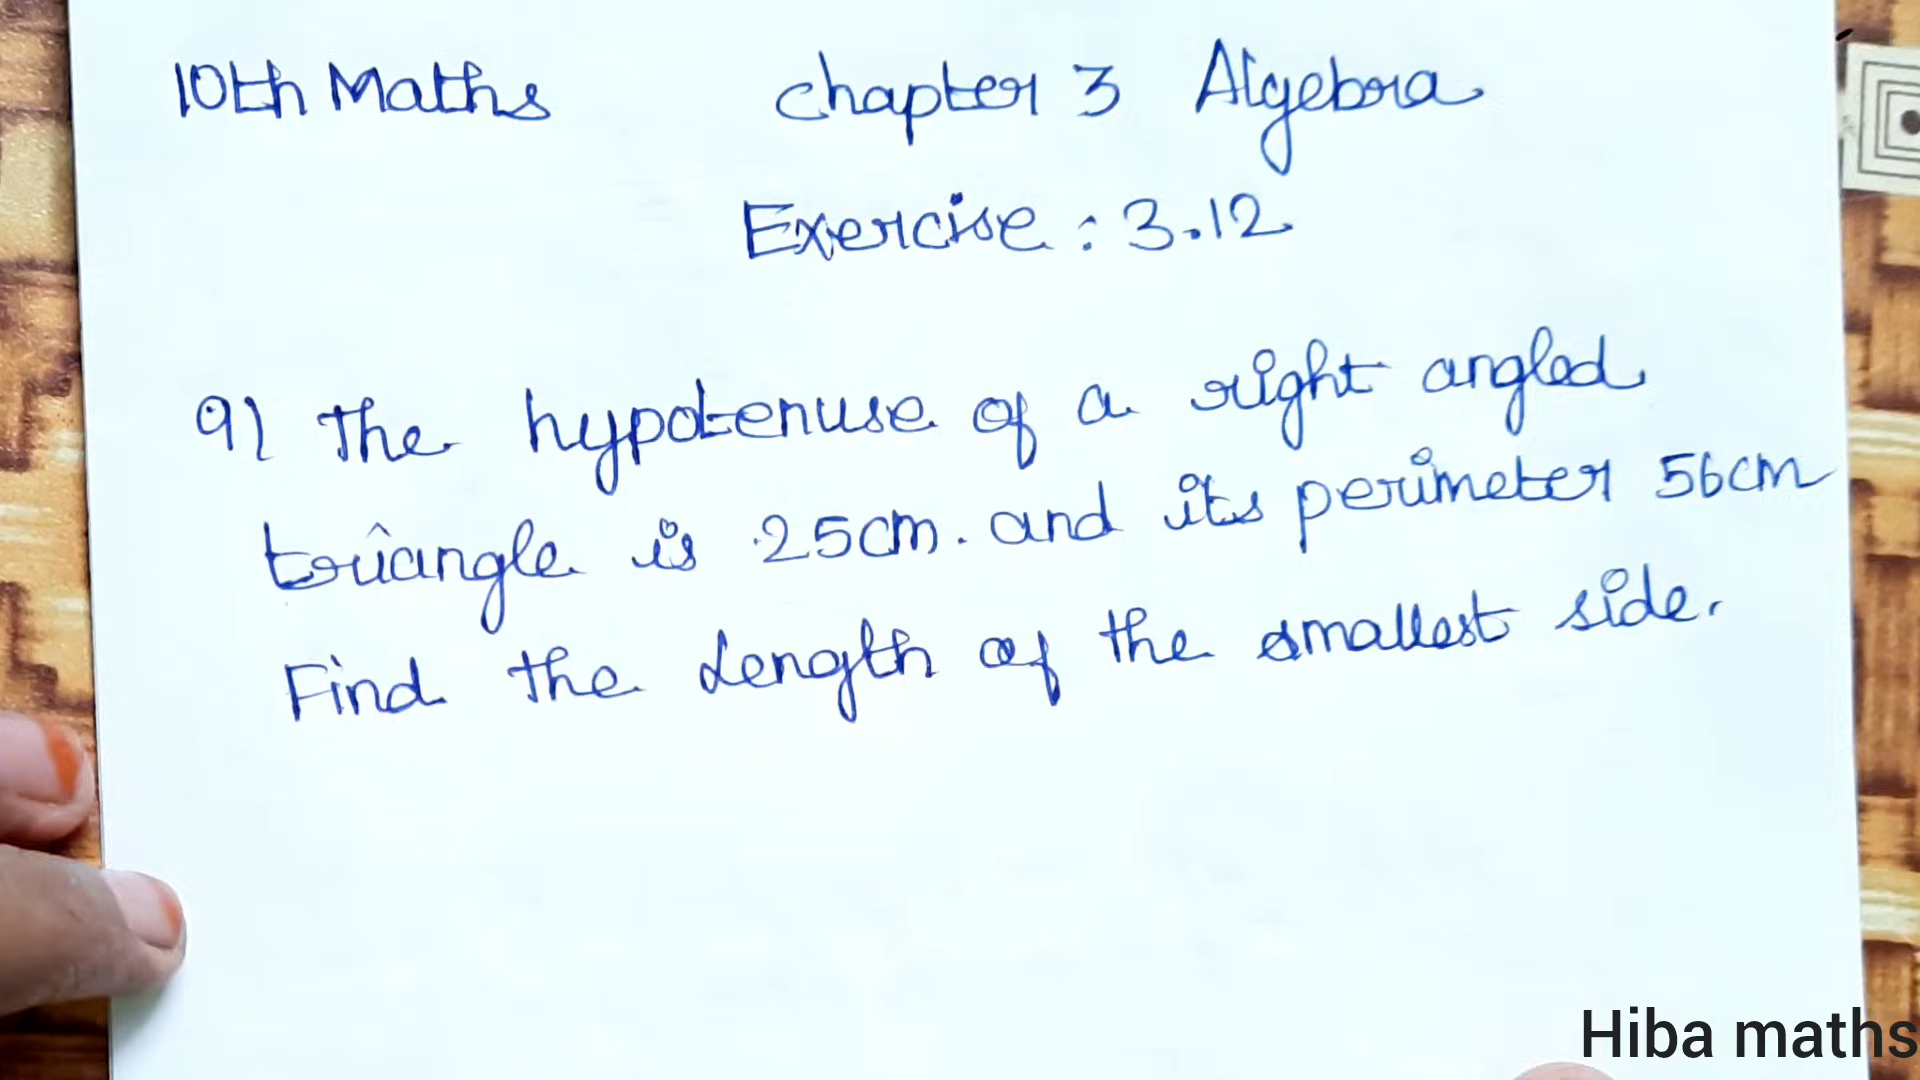 10th Maths chapter 3 Algebra
Exercise : 3.12
9) The hypotenuse of a right angled
triangle is 25cm. and its perimeter 56cm
Find the length of the smallest side.
Hiba maths